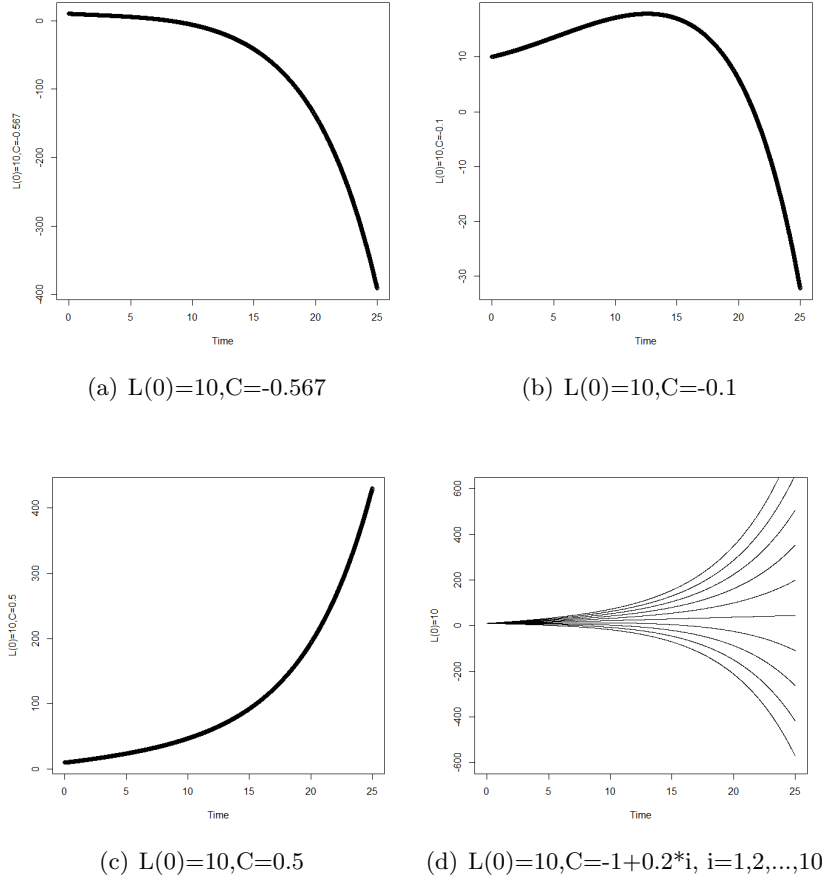 0
-100
-200
-300
-400
L(0)=10,C=-0.567
0 5 10 15 20 25
Time
(a) L(0)=10,C=-0.567
10
0
-10
-20
-30
L(0)=10,C=-0.1
0 5 10 15 20 25
Time
(b) L(0)=10,C=-0.1
400
300
200
100
0
L(0)=10,C=0.5
0 5 10 15 20 25
Time
(c) L(0)=10,C=0.5
600
400
200
0
-200
-400
-600
L(0)=10
0 5 10 15 20 25
Time
(d) L(0)=10,C=-1+0.2*i, i=1,2,...,10